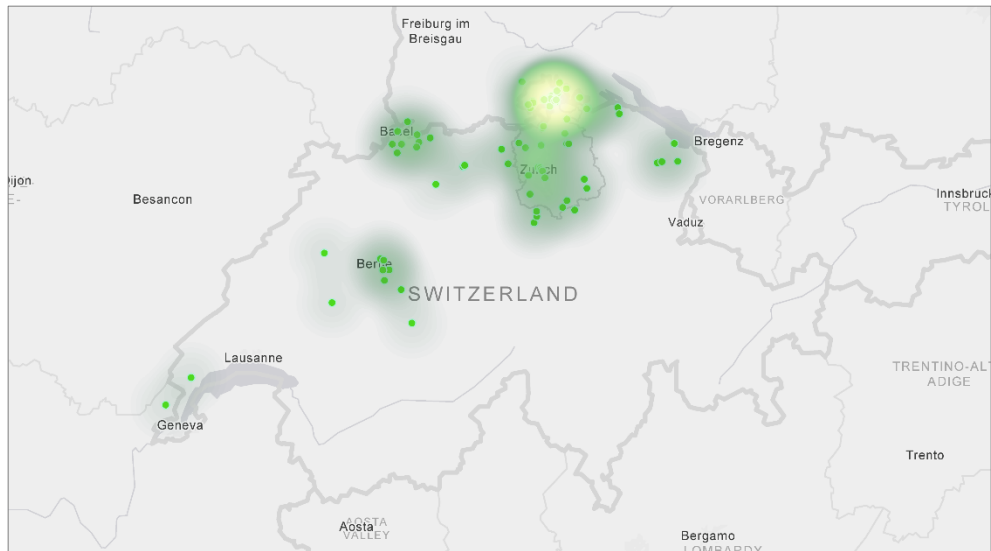 Freiburg im
Breisgau
Basel
Bregenz
Dijon
E-
Besancon
Zurich
VORARLBERG
Innsbruck
TYROL
Vaduz
Berne
SWITZERLAND
Lausanne
TRENTINO-ALT
ADIGE
Geneva
Trento
Aosta
AOSTA
VALLEY
Bergamo
LOMBARDY